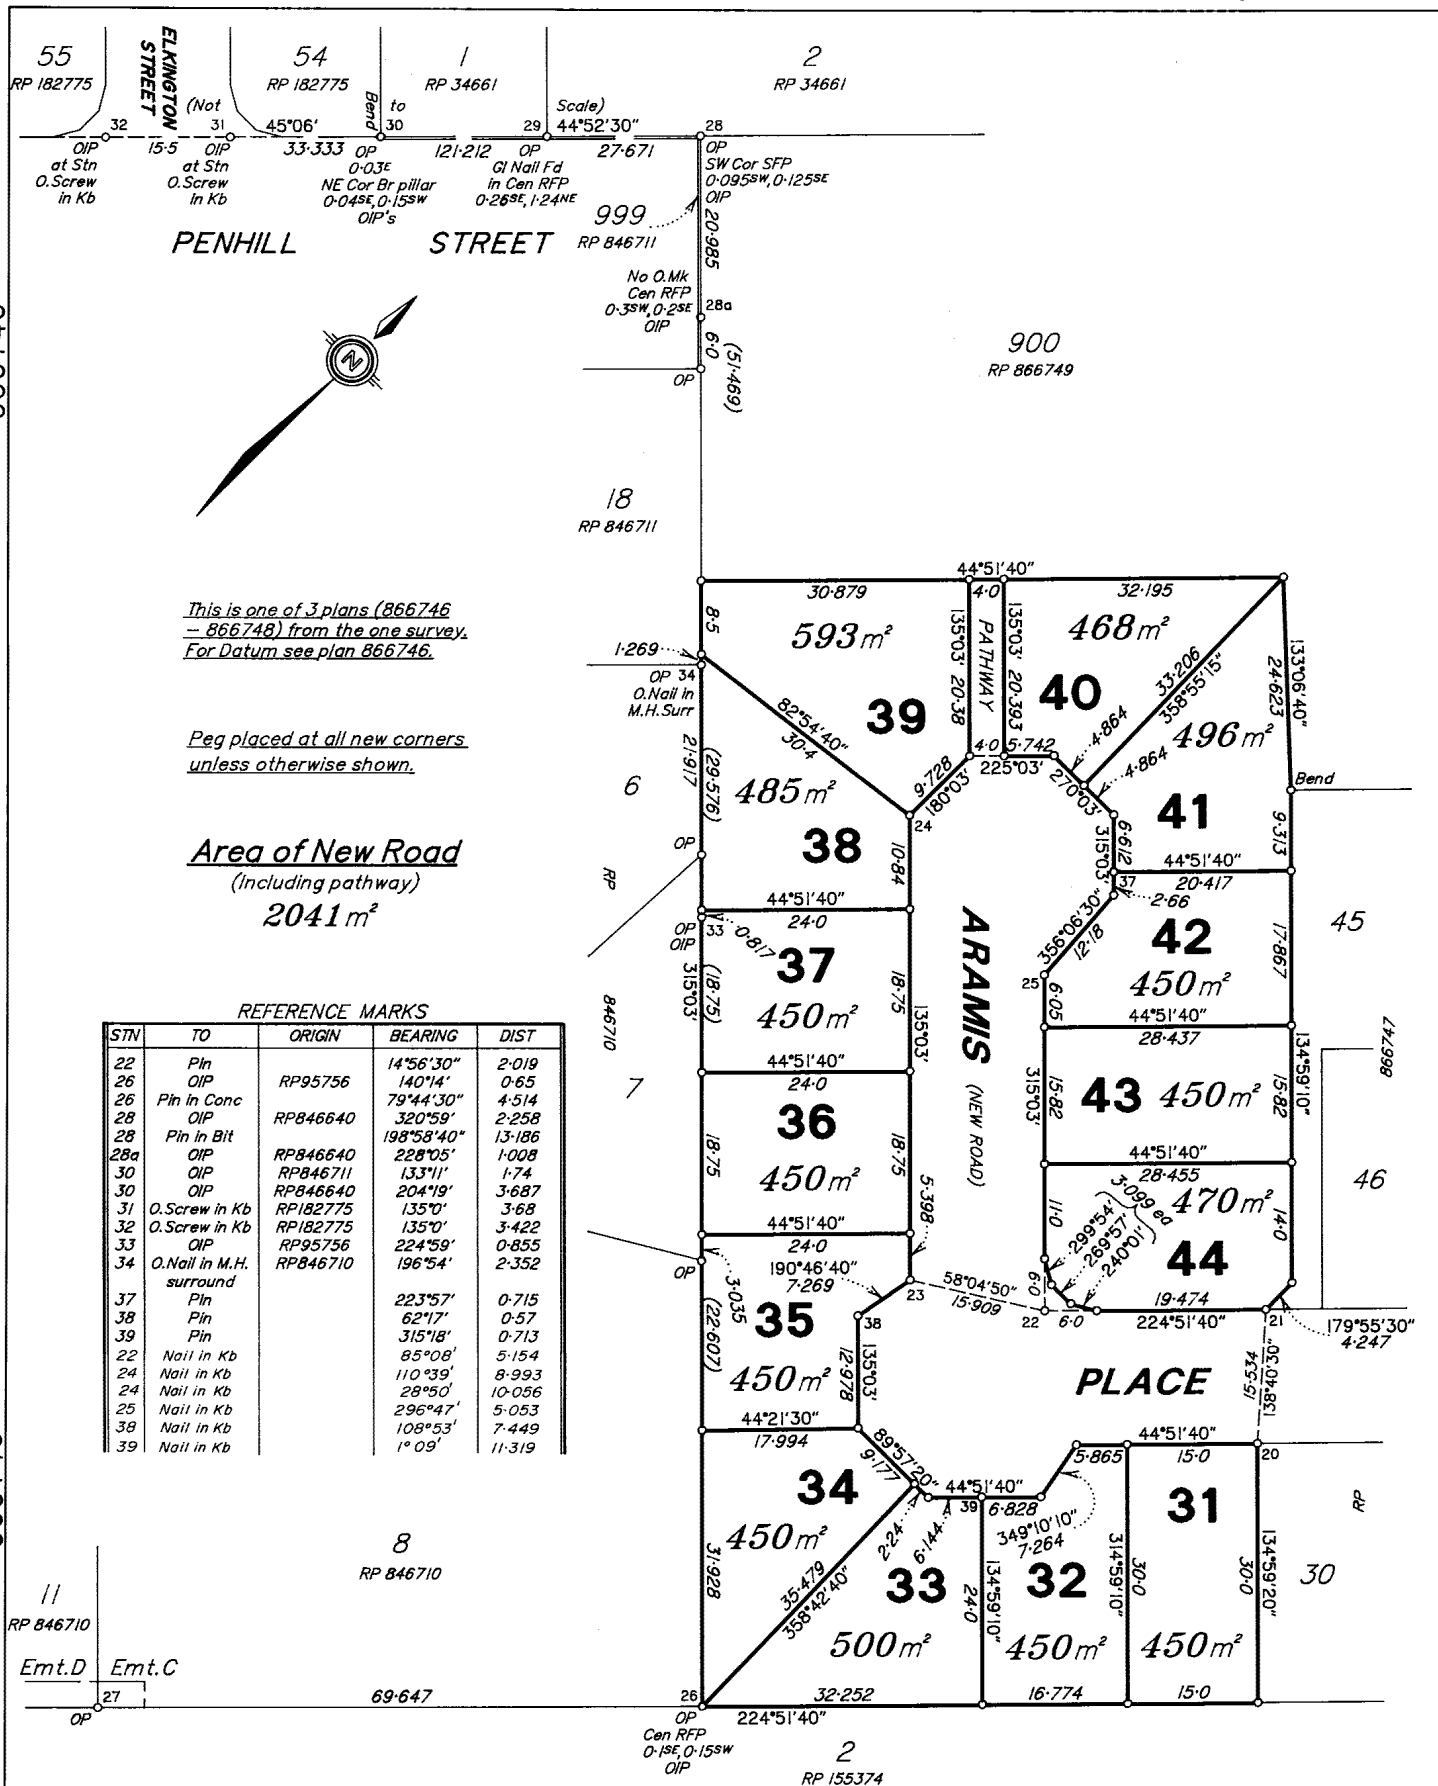 55
RP 182775
ELKINGTON
STREET
54
RP 182775
1
RP 34661
2
RP 34661
(Not
to
Scale)
Bend
32
31
45°06'
30
29
44°52'30"
28
OIP
at Stn
O.Screw
in Kb
15·5
OIP
at Stn
O.Screw
in Kb
33.333
OP
0·03E
NE Cor Br pillar
0·04SE,0·15SW
OIP's
121·212
OP
GI Nail Fd
in Cen RFP
0·26SE,1·24NE
27·671
OP
SW Cor SFP
0·095SW,0·125SE
OIP
PENHILL STREET
999
RP 846711
20·985
No O.Mk
Cen RFP
0·3SW,0·2SE
OIP
28a
6·0
(51·469)
OP
N
900
RP 866749
18
RP 846711
This is one of 3 plans (866746
– 866748) from the one survey.
For Datum see plan 866746.
Peg placed at all new corners
unless otherwise shown.
Area of New Road
(Including pathway)
2041 m²
44°51'40"
30·879
4·0
32·195
8·5
1·269
593 m²
39
135°03' 20·38
PATHWAY
135°03' 20·393
468 m²
40
33·206
358°55'15"
133°06'40"
24·623
OP 34
O.Nail in
M.H.Surr
82°54'40"
30·4
21·917
(29·576)
6
485 m²
38
9·728
180°03'
4·0
5·742
225°03'
4·864
270°03'
4·864
496 m²
41
Bend
9·313
24
10·84
6·612
315°03'
44°51'40"
37
20·417
2·66
OP
RP
44°51'40"
24·0
OP
OIP
33
0·817
37
450 m²
(18·75)
315°03'
18·75
135°03'
ARAMIS
(NEW ROAD)
356°06'30"
12·18
25
6·05
42
450 m²
17·867
45
846710
7
44°51'40"
24·0
36
450 m²
18·75
18·75
5·398
44°51'40"
28·437
315°03'
15·82
43
450 m²
15·82
134°59'10"
866747
46
44°51'40"
28·455
11·0
299°54'
269°57'
240°01'
3·099 ea
470 m²
44
14·0
44°51'40"
24·0
OP
3·035
190°46'40"
7·269
23
58°04'50"
15·909
6·0
22
6·0
19·474
224°51'40"
21
179°55'30"
4·247
35
450 m²
(22·607)
38
12·978
135°03'
PLACE
15·534
138°40'30"
44°21'30"
17·994
34
450 m²
31·928
89°57'20"
9·177
2·24
6·144
44°51'40"
39
6·828
5·865
44°51'40"
15·0
20
349°10'10"
7·264
35·479
358°42'40"
33
500 m²
24·0
134°59'10"
32
450 m²
314°59'10"
30·0
31
450 m²
30·0
134°59'20"
RP
30
REFERENCE MARKS
STN TO ORIGIN BEARING DIST
22 Pin 14°56'30" 2·019
26 OIP RP95756 140°14' 0·65
26 Pin in Conc 79°44'30" 4·514
28 OIP RP846640 320°59' 2·258
28 Pin in Bit 198°58'40" 13·186
28a OIP RP846640 228°05' 1·008
30 OIP RP846711 133°11' 1·74
30 OIP RP846640 204°19' 3·687
31 O.Screw in Kb RP182775 135°0' 3·68
32 O.Screw in Kb RP182775 135°0' 3·422
33 OIP RP95756 224°59' 0·855
34 O.Nail in M.H. surround RP846710 196°54' 2·352
37 Pin 223°57' 0·715
38 Pin 62°17' 0·57
39 Pin 315°18' 0·713
22 Nail in Kb 85°08' 5·154
24 Nail in Kb 110°39' 8·993
24 Nail in Kb 28°50' 10·056
25 Nail in Kb 296°47' 5·053
38 Nail in Kb 108°53' 7·449
39 Nail in Kb 1°09' 11·319
8
RP 846710
11
RP 846710
Emt.D
Emt.C
27
OP
69·647
26
OP
Cen RFP
0·1SE,0·15SW
OIP
32·252
224°51'40"
16·774
15·0
2
RP 155374